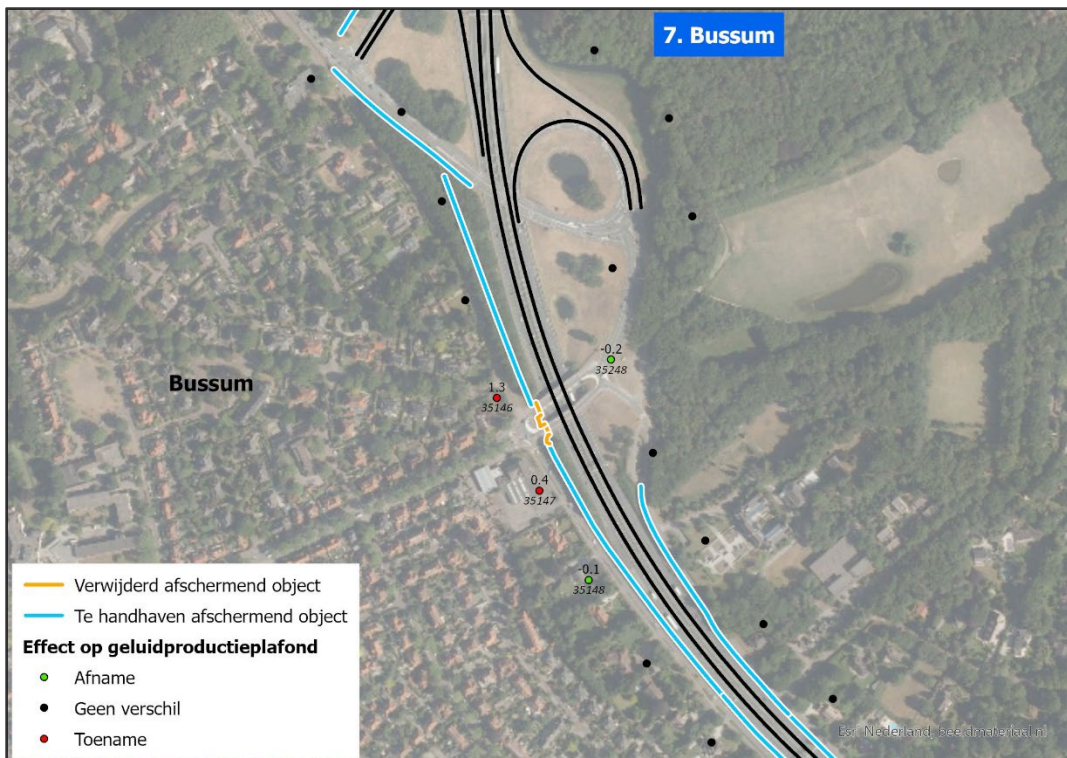 7. Bussum
-0.2
35248
Bussum
1.3
35146
0.4
35147
-0.1
35148
Verwijderd afschermend object
Te handhaven afschermend object
Effect op geluidproductieplafond
Afname
Geen verschil
Toename
Esri Nederland, beeldmateriaal.nl